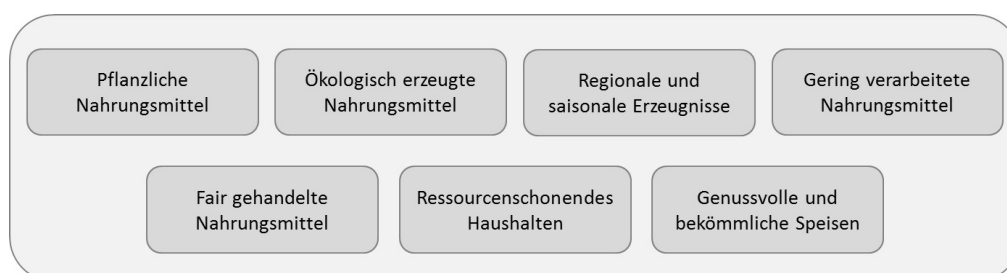 Pflanzliche
Nahrungsmittel
Ökologisch erzeugte
Nahrungsmittel
Regionale und
saisonale Erzeugnisse
Gering verarbeitete
Nahrungsmittel
Fair gehandelte
Nahrungsmittel
Ressourcenschonendes
Haushalten
Genussvolle und
bekömmliche Speisen